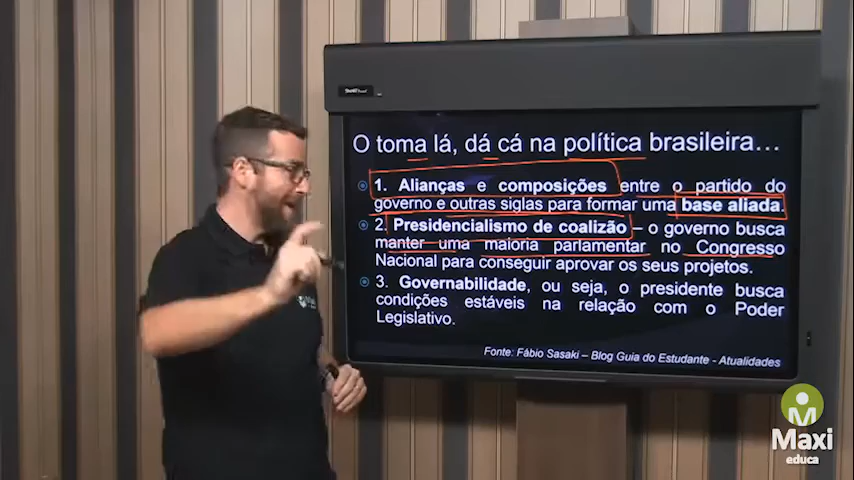 O toma lá, dá cá na política brasileira...
1. Alianças e composições entre o partido do
governo e outras siglas para formar uma base aliada.
2. Presidencialismo de coalizão – o governo busca
manter uma maioria parlamentar no Congresso
Nacional para conseguir aprovar os seus projetos.
3. Governabilidade, ou seja, o presidente busca
condições estáveis na relação com o Poder
Legislativo.
Fonte: Fábio Sasaki – Blog Guia do Estudante - Atualidades
Maxi
educa